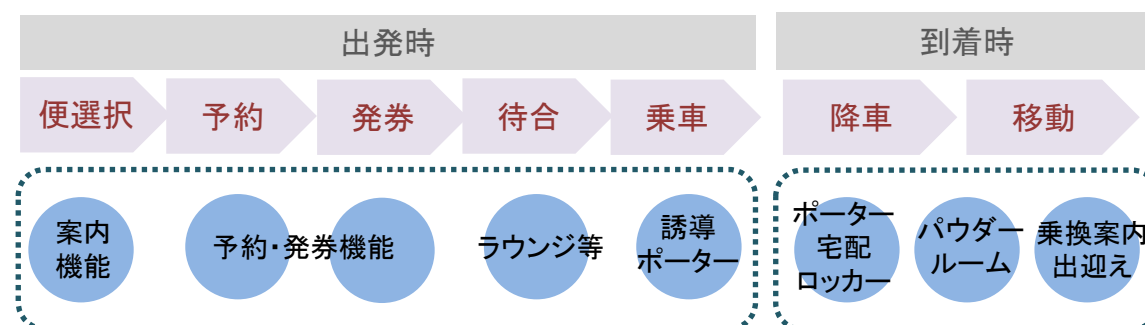 出発時
到着時
便選択
予約
発券
待合
乗車
降車
移動
案内
機能
予約・発券機能
ラウンジ等
誘導
ポーター
ポーター
宅配
ロッカー
パウダー
ルーム
乗換案内
出迎え